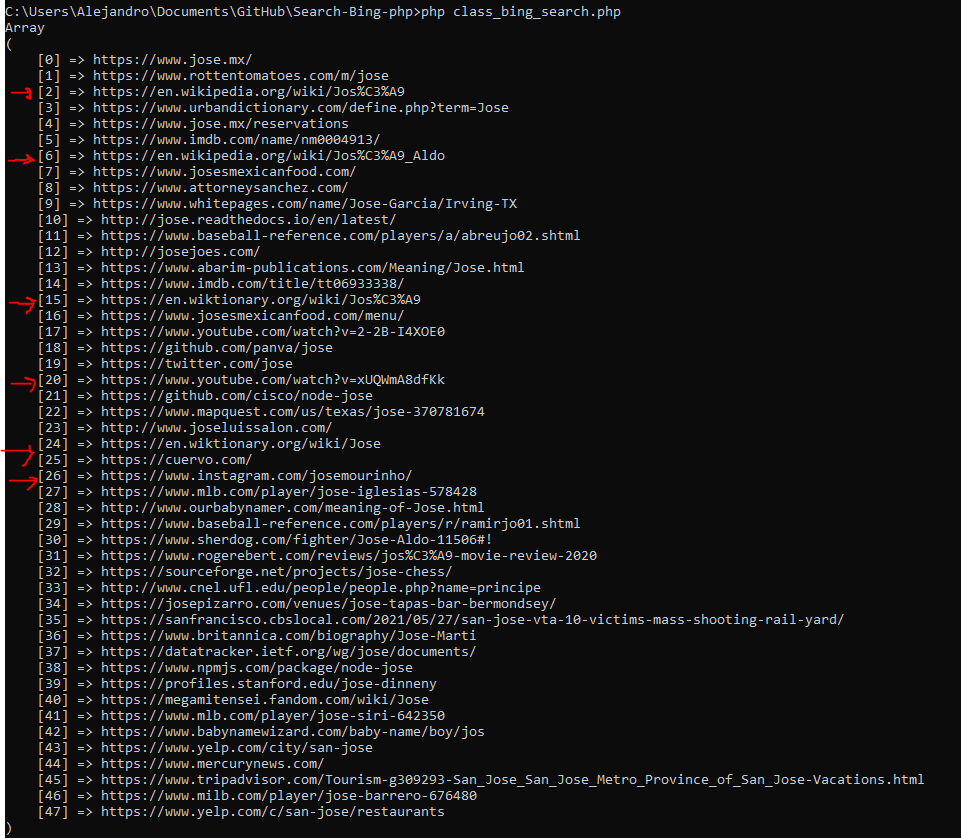 C:\Users\Alejandro\Documents\GitHub\Search-Bing-php>php class_bing_search.php
Array
(
    [0] => https://www.jose.mx/
    [1] => https://www.rottentomatoes.com/m/jose
    [2] => https://en.wikipedia.org/wiki/Jos%C3%A9
    [3] => https://www.urbandictionary.com/define.php?term=Jose
    [4] => https://www.jose.mx/reservations
    [5] => https://www.imdb.com/name/nm0004913/
    [6] => https://en.wikipedia.org/wiki/Jos%C3%A9_Aldo
    [7] => https://www.josesmexicanfood.com/
    [8] => https://www.attorneysanchez.com/
    [9] => https://www.whitepages.com/name/Jose-Garcia/Irving-TX
    [10] => http://jose.readthedocs.io/en/latest/
    [11] => https://www.baseball-reference.com/players/a/abreujo02.shtml
    [12] => http://josejoes.com/
    [13] => https://www.abarim-publications.com/Meaning/Jose.html
    [14] => https://www.imdb.com/title/tt06933338/
    [15] => https://en.wiktionary.org/wiki/Jos%C3%A9
    [16] => https://www.josesmexicanfood.com/menu/
    [17] => https://www.youtube.com/watch?v=2-2B-I4XOE0
    [18] => https://github.com/panva/jose
    [19] => https://twitter.com/jose
    [20] => https://www.youtube.com/watch?v=xUQWmA8dfKk
    [21] => https://github.com/cisco/node-jose
    [22] => https://www.mapquest.com/us/texas/jose-370781674
    [23] => http://www.joseluissalon.com/
    [24] => https://en.wiktionary.org/wiki/Jose
    [25] => https://cuervo.com/
    [26] => https://www.instagram.com/josemourinho/
    [27] => https://www.mlb.com/player/jose-iglesias-578428
    [28] => http://www.ourbabynamer.com/meaning-of-Jose.html
    [29] => https://www.baseball-reference.com/players/r/ramirjo01.shtml
    [30] => https://www.sherdog.com/fighter/Jose-Aldo-11506#!
    [31] => https://www.rogerebert.com/reviews/jos%C3%A9-movie-review-2020
    [32] => https://sourceforge.net/projects/jose-chess/
    [33] => http://www.cnel.ufl.edu/people/people.php?name=principe
    [34] => https://josepizarro.com/venues/jose-tapas-bar-bermondsey/
    [35] => https://sanfrancisco.cbslocal.com/2021/05/27/san-jose-vta-10-victims-mass-shooting-rail-yard/
    [36] => https://www.britannica.com/biography/Jose-Marti
    [37] => https://datatracker.ietf.org/wg/jose/documents/
    [38] => https://www.npmjs.com/package/node-jose
    [39] => https://profiles.stanford.edu/jose-dinneny
    [40] => https://megamitensei.fandom.com/wiki/Jose
    [41] => https://www.mlb.com/player/jose-siri-642350
    [42] => https://www.babynamewizard.com/baby-name/boy/jos
    [43] => https://www.yelp.com/city/san-jose
    [44] => https://www.mercurynews.com/
    [45] => https://www.tripadvisor.com/Tourism-g309293-San_Jose_San_Jose_Metro_Province_of_San_Jose-Vacations.html
    [46] => https://www.milb.com/player/jose-barrero-676480
    [47] => https://www.yelp.com/c/san-jose/restaurants
)